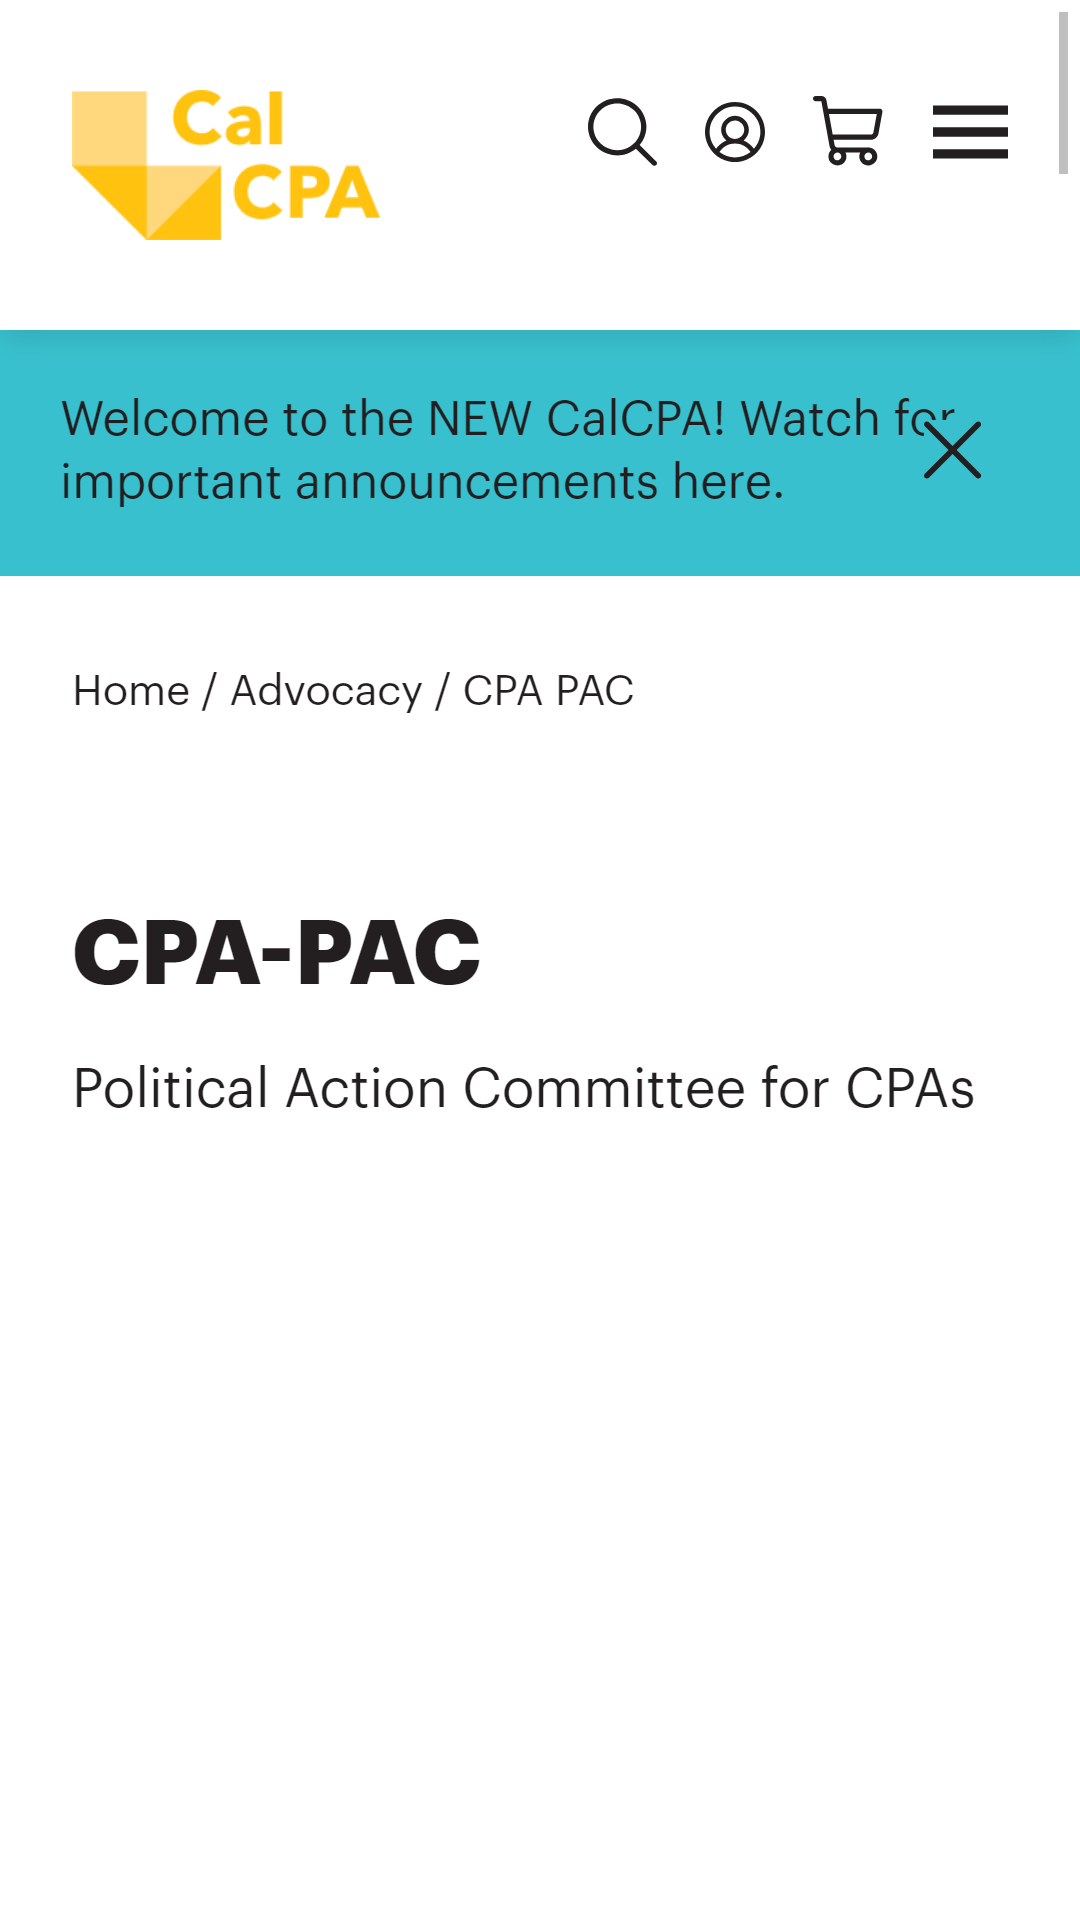 Cal
CPA
Welcome to the NEW CalCPA! Watch for
important announcements here.
Home / Advocacy / CPA PAC
CPA-PAC
Political Action Committee for CPAs